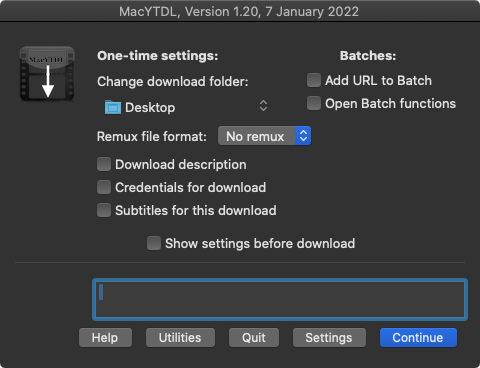 MacYTDL, Version 1.20, 7 January 2022
MacYTDL
One-time settings:
Batches:
Change download folder:
Add URL to Batch
Desktop
Open Batch functions
Remux file format: No remux
Download description
Credentials for download
Subtitles for this download
Show settings before download
Help Utilities Quit Settings Continue